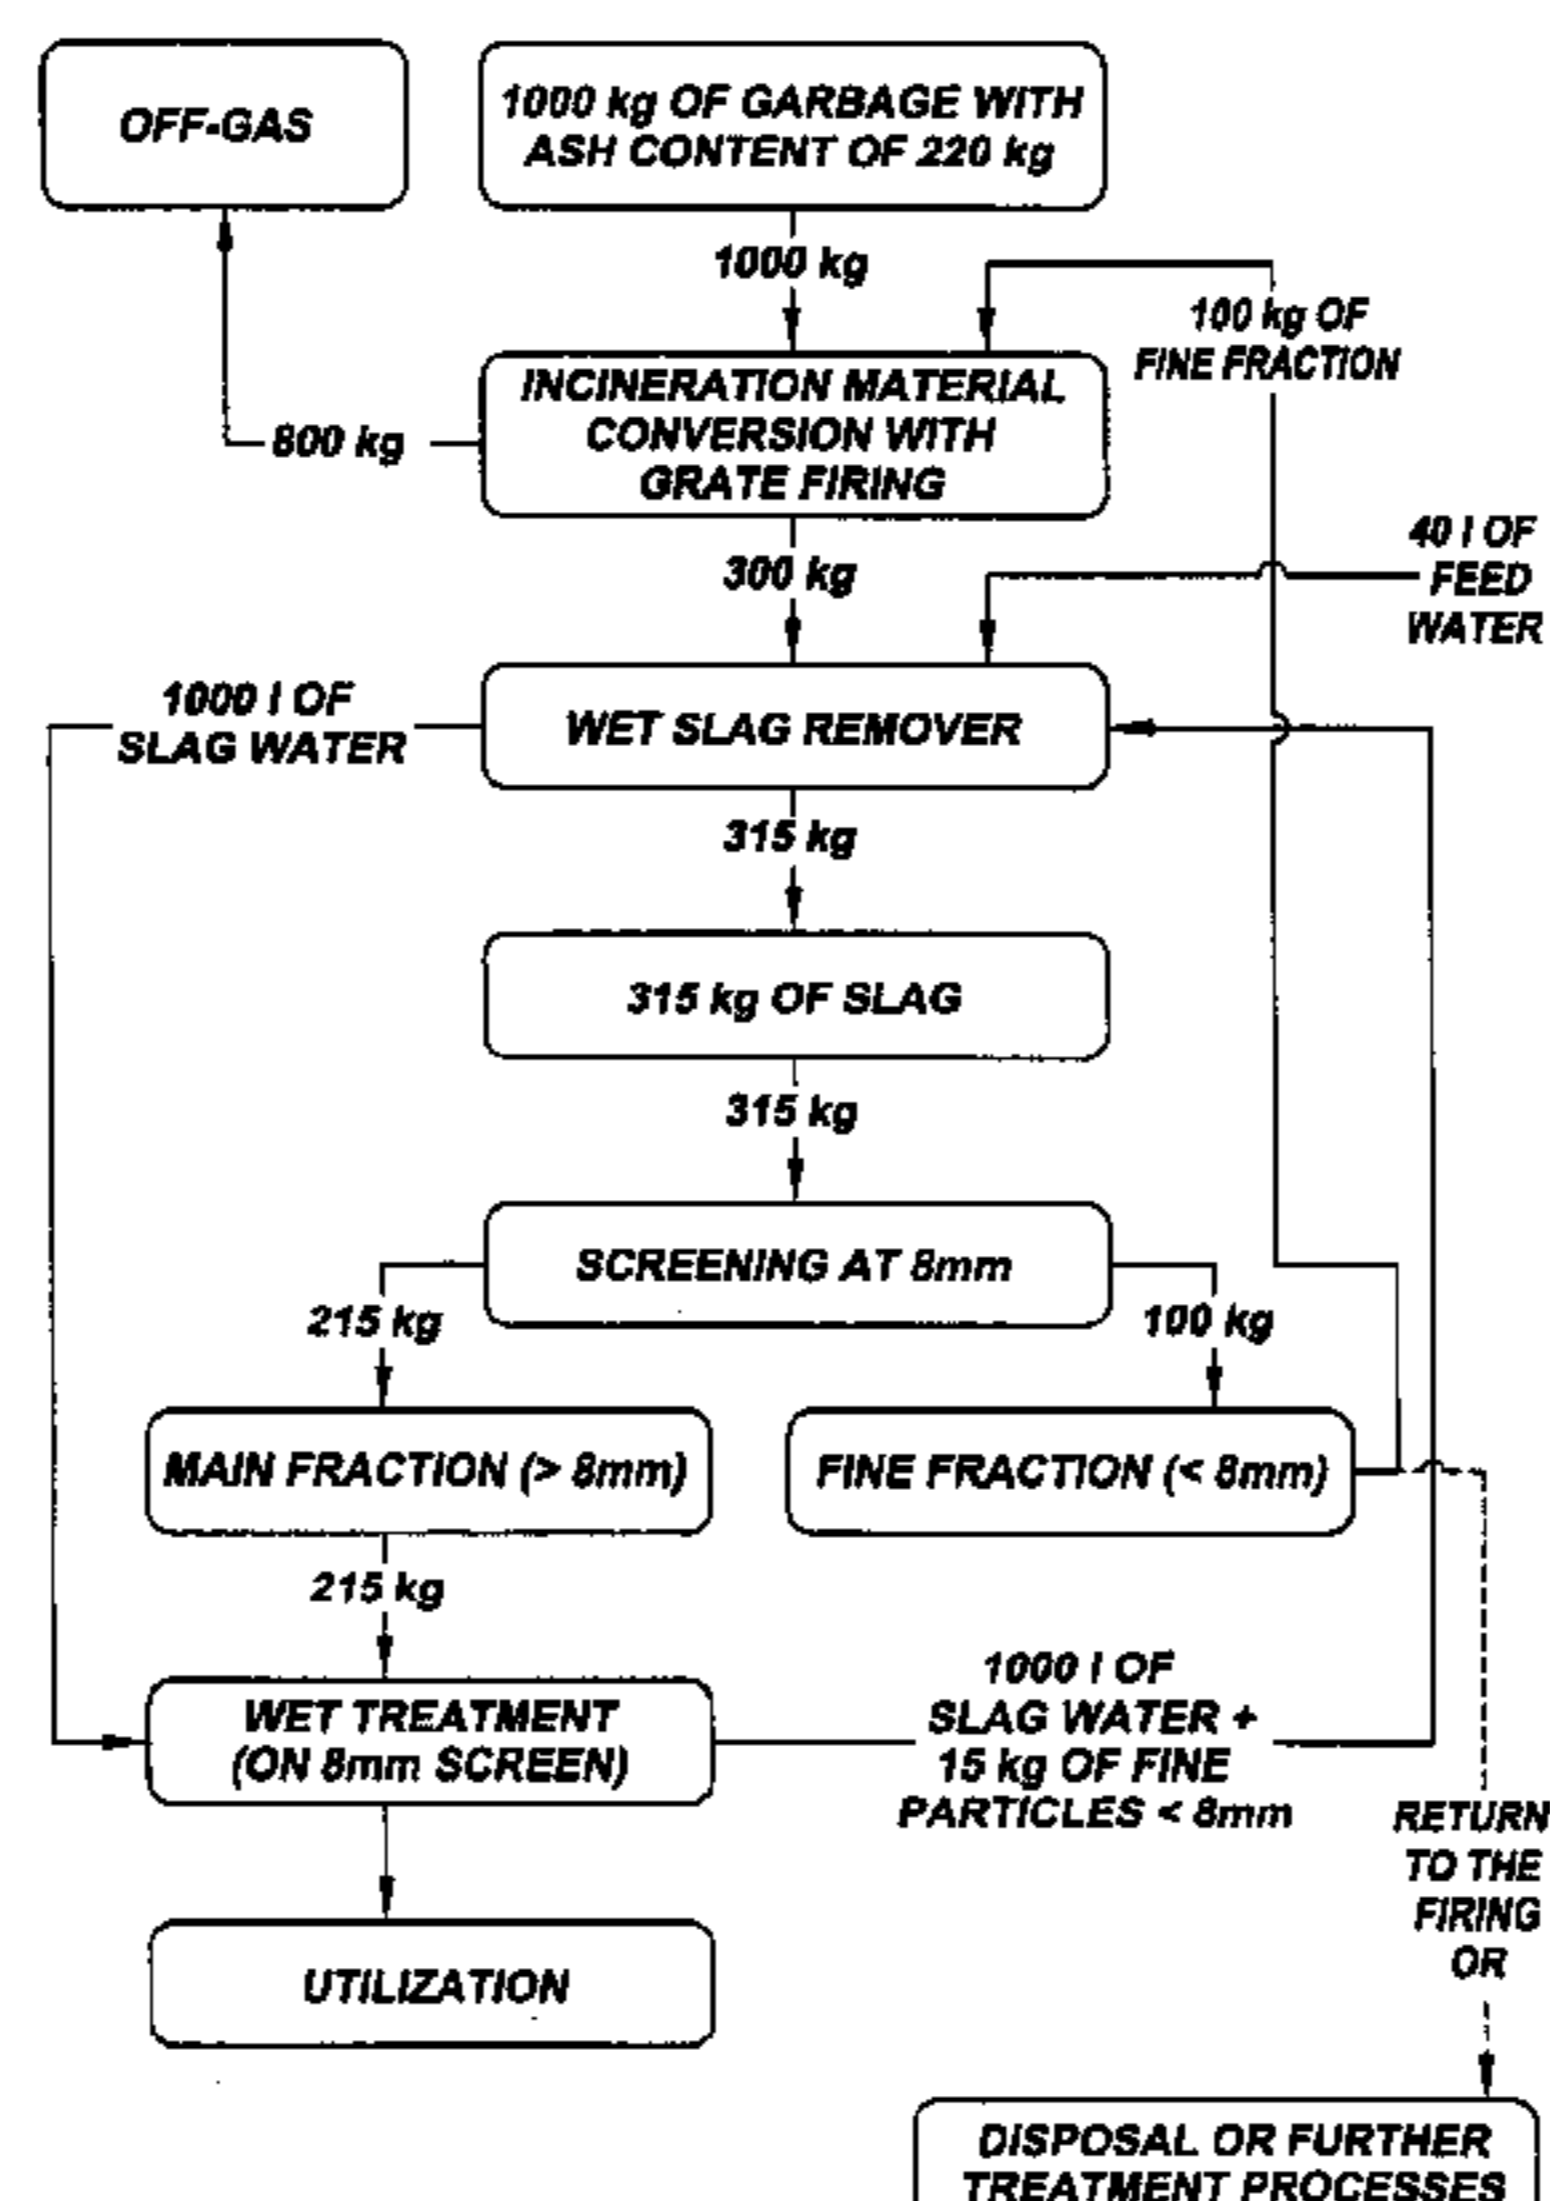 OFF-GAS
1000 kg OF GARBAGE WITH
ASH CONTENT OF 220 kg
1000 kg
100 kg OF
FINE FRACTION
INCINERATION MATERIAL
CONVERSION WITH
GRATE FIRING
800 kg
300 kg
40 l OF
FEED
WATER
1000 l OF
SLAG WATER
WET SLAG REMOVER
315 kg
315 kg OF SLAG
315 kg
SCREENING AT 8mm
215 kg
100 kg
MAIN FRACTION (> 8mm)
FINE FRACTION (< 8mm)
215 kg
WET TREATMENT
(ON 8mm SCREEN)
1000 l OF
SLAG WATER +
15 kg OF FINE
PARTICLES < 8mm
RETURN
TO THE
FIRING
OR
UTILIZATION
DISPOSAL OR FURTHER
TREATMENT PROCESSES